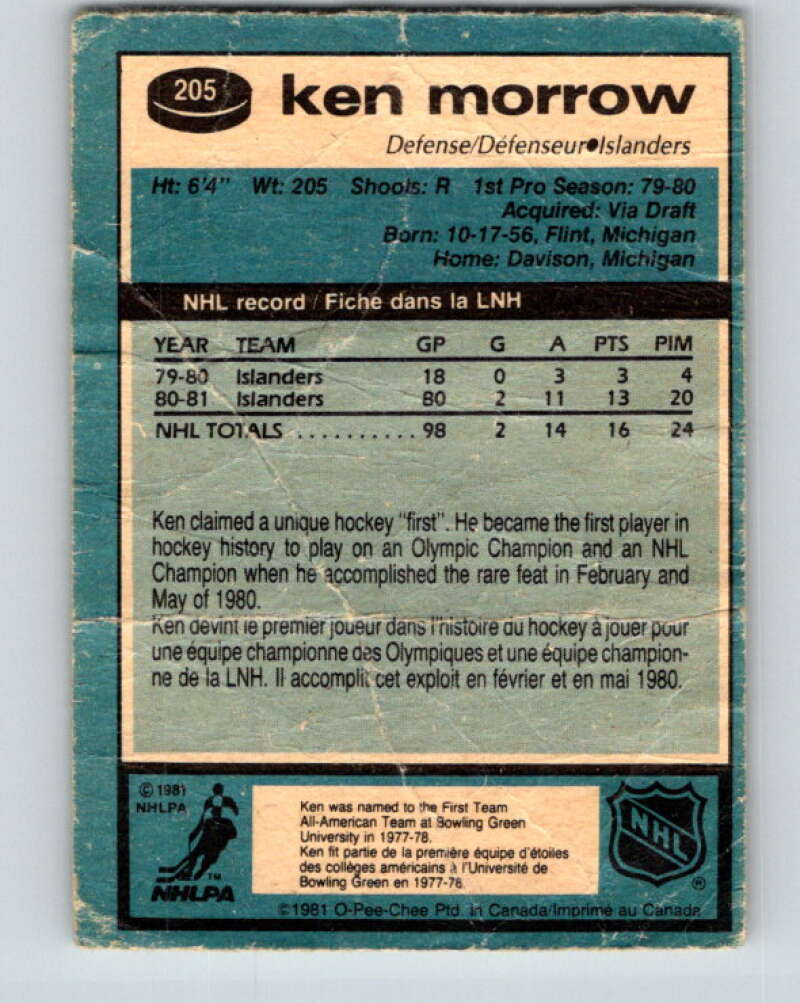 205 ken morrow
Defense/Défenseur•Islanders
Ht: 6'4" Wt: 205 Shoots: R 1st Pro Season: 79-80
Acquired: Via Draft
Born: 10-17-56, Flint, Michigan
Home: Davison, Michigan
NHL record / Fiche dans la LNH
YEAR TEAM GP G A PTS PIM
79-80 Islanders 18 0 3 3 4
80-81 Islanders 80 2 11 13 20
NHL TOTALS .......... 98 2 14 16 24
Ken claimed a unique hockey "first". He became the first player in
hockey history to play on an Olympic Champion and an NHL
Champion when he accomplished the rare feat in February and
May of 1980.
Ken devint le premier joueur dans l'histoire du hockey à jouer pour
une équipe championne des Olympiques et une équipe champion-
ne de la LNH. Il accomplit cet exploit en février et en mai 1980.
© 1981
NHLPA
TM
NHLPA
Ken was named to the First Team
All-American Team at Bowling Green
University in 1977-78.
Ken fit partie de la première équipe d'étoiles
des collèges américains à l'Université de
Bowling Green en 1977-78.
NHL
®
©1981 O-Pee-Chee Ptd. in Canada/Imprimé au Canada